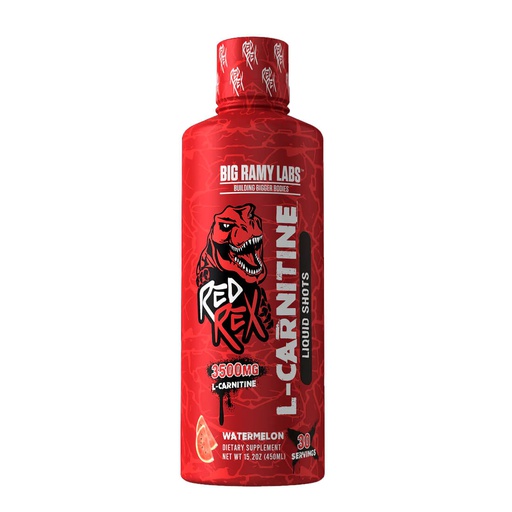 BIG RAMY LABS™
BUILDING BIGGER BODIES
RED
REX
3500MG
L-CARNITINE
L-CARNITINE
LIQUID SHOTS
WATERMELON
DIETARY SUPPLEMENT
NET WT 15.2OZ (450ML)
30
SERVINGS